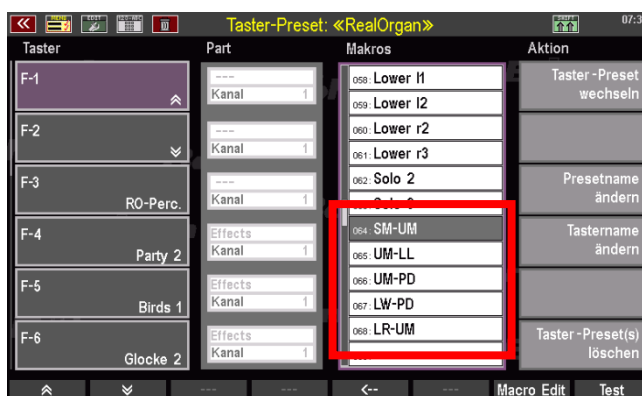 Taster-Preset: «RealOrgan»
07:3
Taster
Part
Makros
Aktion
F-1
---
Kanal 1
F-2
---
Kanal 1
F-3
RO-Perc.
---
Kanal 1
F-4
Party 2
Effects
Kanal 1
F-5
Birds 1
Effects
Kanal 1
F-6
Glocke 2
Effects
Kanal 1
058: Lower l1
059: Lower l2
060: Lower r2
061: Lower r3
062: Solo 2
064: SM-UM
065: UM-LL
066: UM-PD
067: LW-PD
068: LR-UM
Taster-Preset
wechseln
Presetname
ändern
Tastername
ändern
Taster-Preset(s)
löschen
--- --- <-- --- Macro Edit Test